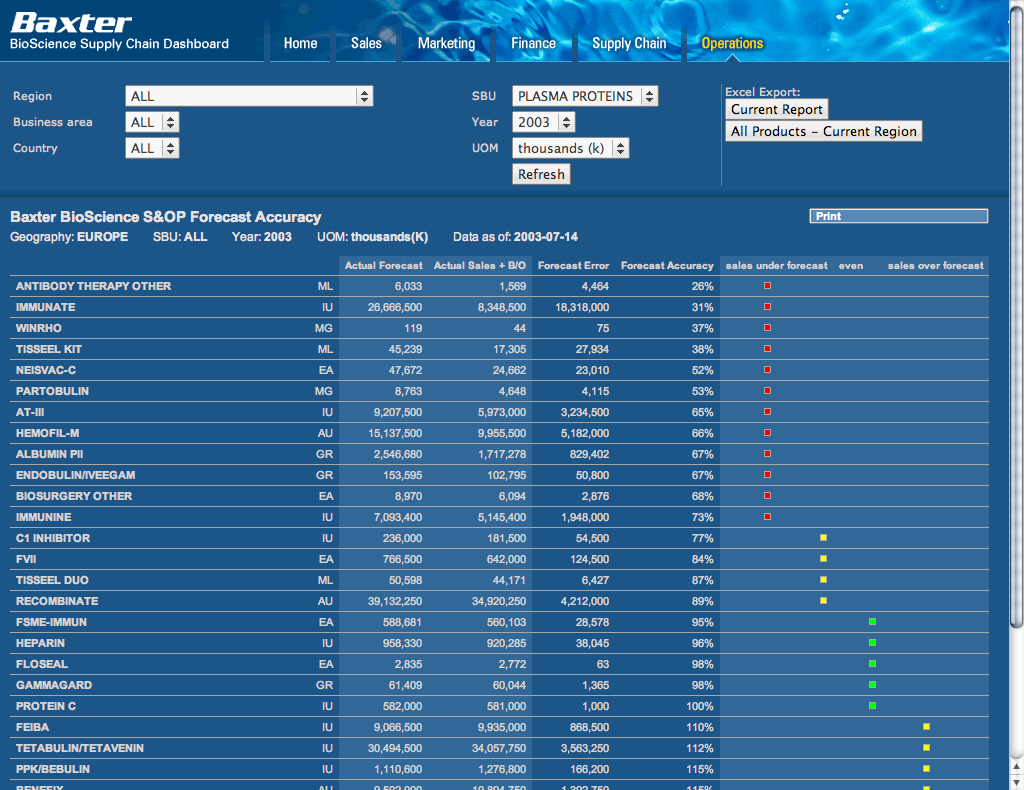 Baxter
BioScience Supply Chain Dashboard
Home Sales Marketing Finance Supply Chain Operations
Region ALL SBU PLASMA PROTEINS Excel Export:
Current Report
Business area ALL Year 2003 All Products – Current Region
Country ALL UOM thousands (k)
Refresh
Baxter BioScience S&OP Forecast Accuracy Print
Geography: EUROPE SBU: ALL Year: 2003 UOM: thousands(K) Data as of: 2003-07-14
Actual Forecast Actual Sales + B/O Forecast Error Forecast Accuracy sales under forecast even sales over forecast
ANTIBODY THERAPY OTHER ML 6,033 1,569 4,464 26%
IMMUNATE IU 26,666,500 8,348,500 18,318,000 31%
WINRHO MG 119 44 75 37%
TISSEEL KIT ML 45,239 17,305 27,934 38%
NEISVAC-C EA 47,672 24,662 23,010 52%
PARTOBULIN MG 8,763 4,648 4,115 53%
AT-III IU 9,207,500 5,973,000 3,234,500 65%
HEMOFIL-M AU 15,137,500 9,955,500 5,182,000 66%
ALBUMIN PII GR 2,546,680 1,717,278 829,402 67%
ENDOBULIN/IVEEGAM GR 153,595 102,795 50,800 67%
BIOSURGERY OTHER EA 8,970 6,094 2,876 68%
IMMUNINE IU 7,093,400 5,145,400 1,948,000 73%
C1 INHIBITOR IU 236,000 181,500 54,500 77%
FVII EA 766,500 642,000 124,500 84%
TISSEEL DUO ML 50,598 44,171 6,427 87%
RECOMBINATE AU 39,132,250 34,920,250 4,212,000 89%
FSME-IMMUN EA 588,681 560,103 28,578 95%
HEPARIN IU 958,330 920,285 38,045 96%
FLOSEAL EA 2,835 2,772 63 98%
GAMMAGARD GR 61,409 60,044 1,365 98%
PROTEIN C IU 582,000 581,000 1,000 100%
FEIBA IU 9,066,500 9,935,000 868,500 110%
TETABULIN/TETAVENIN IU 30,494,500 34,057,750 3,563,250 112%
PPK/BEBULIN IU 1,110,600 1,276,800 166,200 115%